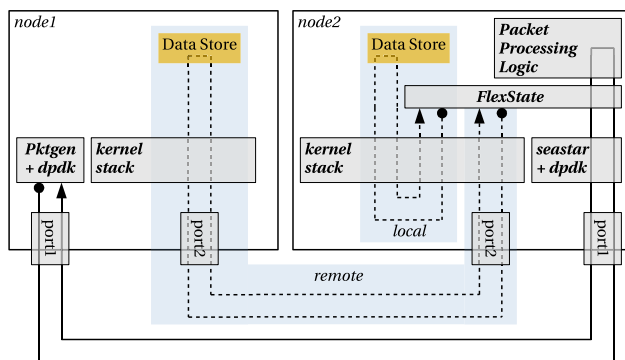 node1
Data Store
Pktgen
+ dpdk
kernel
stack
port1
port2
node2
Data Store
Packet
Processing
Logic
FlexState
kernel
stack
seastar
+ dpdk
local
port2
port1
remote